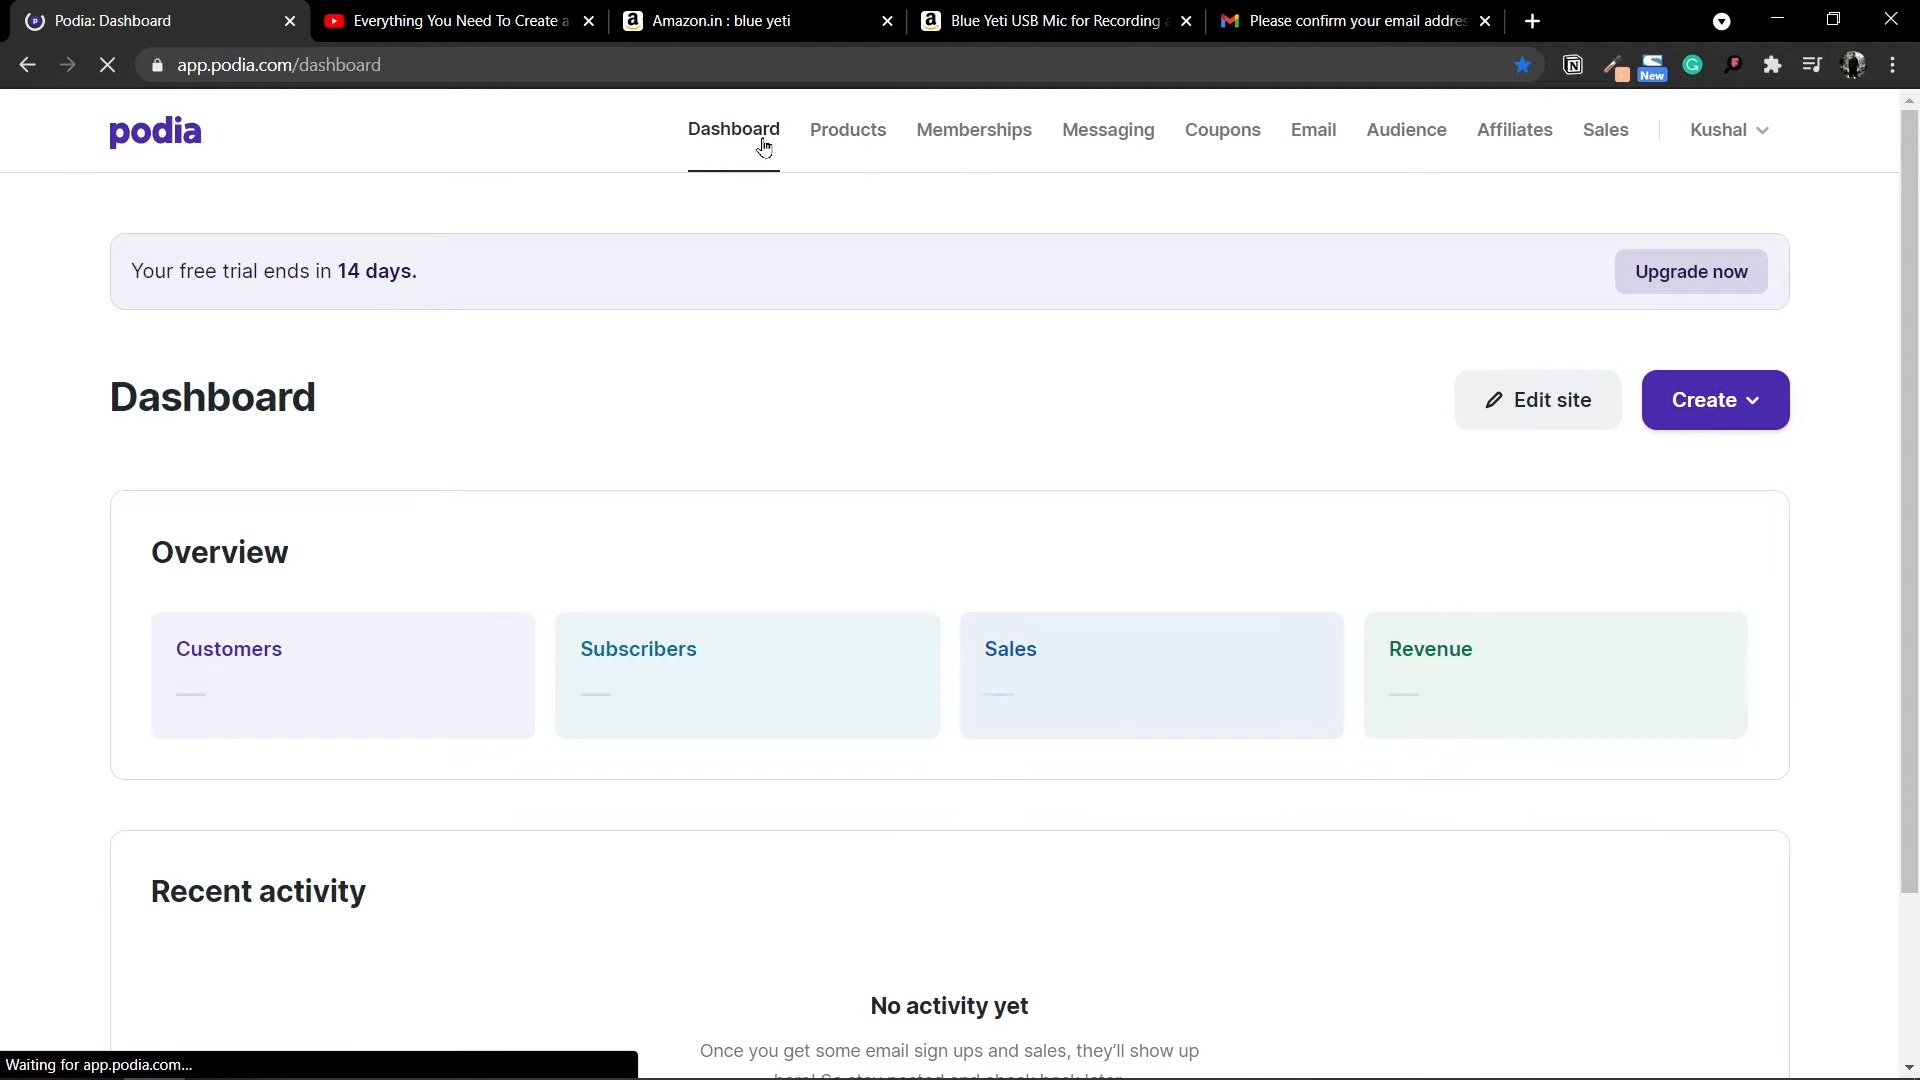 Podia: Dashboard
Everything You Need To Create a
Amazon.in : blue yeti
Blue Yeti USB Mic for Recording a
Please confirm your email addres
app.podia.com/dashboard
New
podia
Dashboard
Products
Memberships
Messaging
Coupons
Email
Audience
Affiliates
Sales
Kushal
Your free trial ends in 14 days.
Upgrade now
Dashboard
Edit site
Create
Overview
Customers
Subscribers
Sales
Revenue
Recent activity
No activity yet
Once you get some email sign ups and sales, they'll show up
Waiting for app.podia.com...